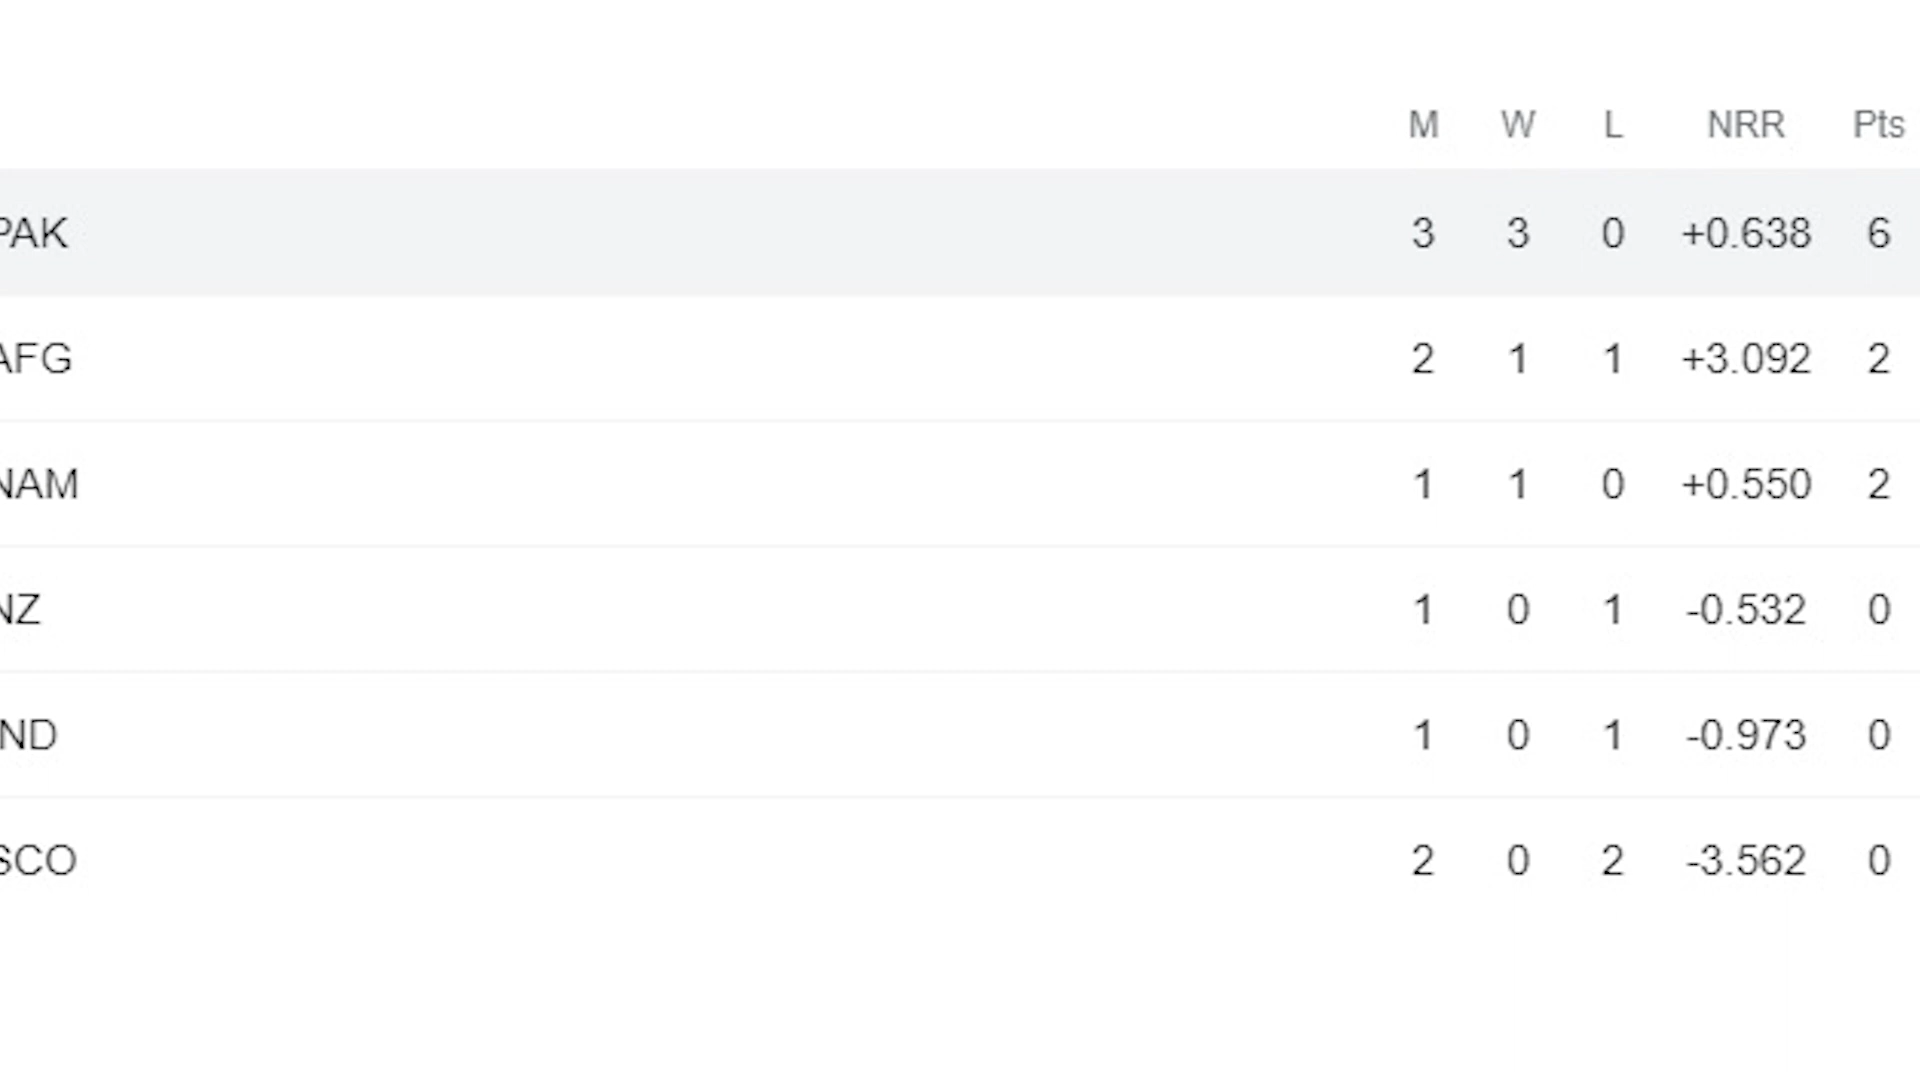 M W L NRR Pts
PAK 3 3 0 +0.638 6
AFG 2 1 1 +3.092 2
NAM 1 1 0 +0.550 2
NZ 1 0 1 -0.532 0
IND 1 0 1 -0.973 0
SCO 2 0 2 -3.562 0